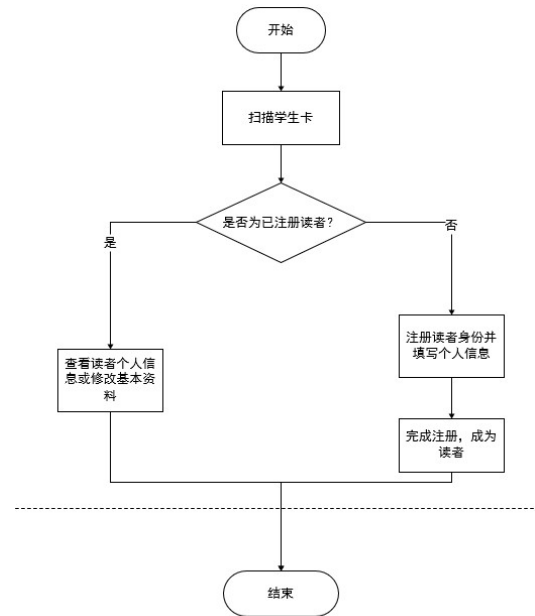 开始
扫描学生卡
是否为已注册读者？
是
否
查看读者个人信
息或修改基本资
料
注册读者身份并
填写个人信息
完成注册，成为
读者
结束